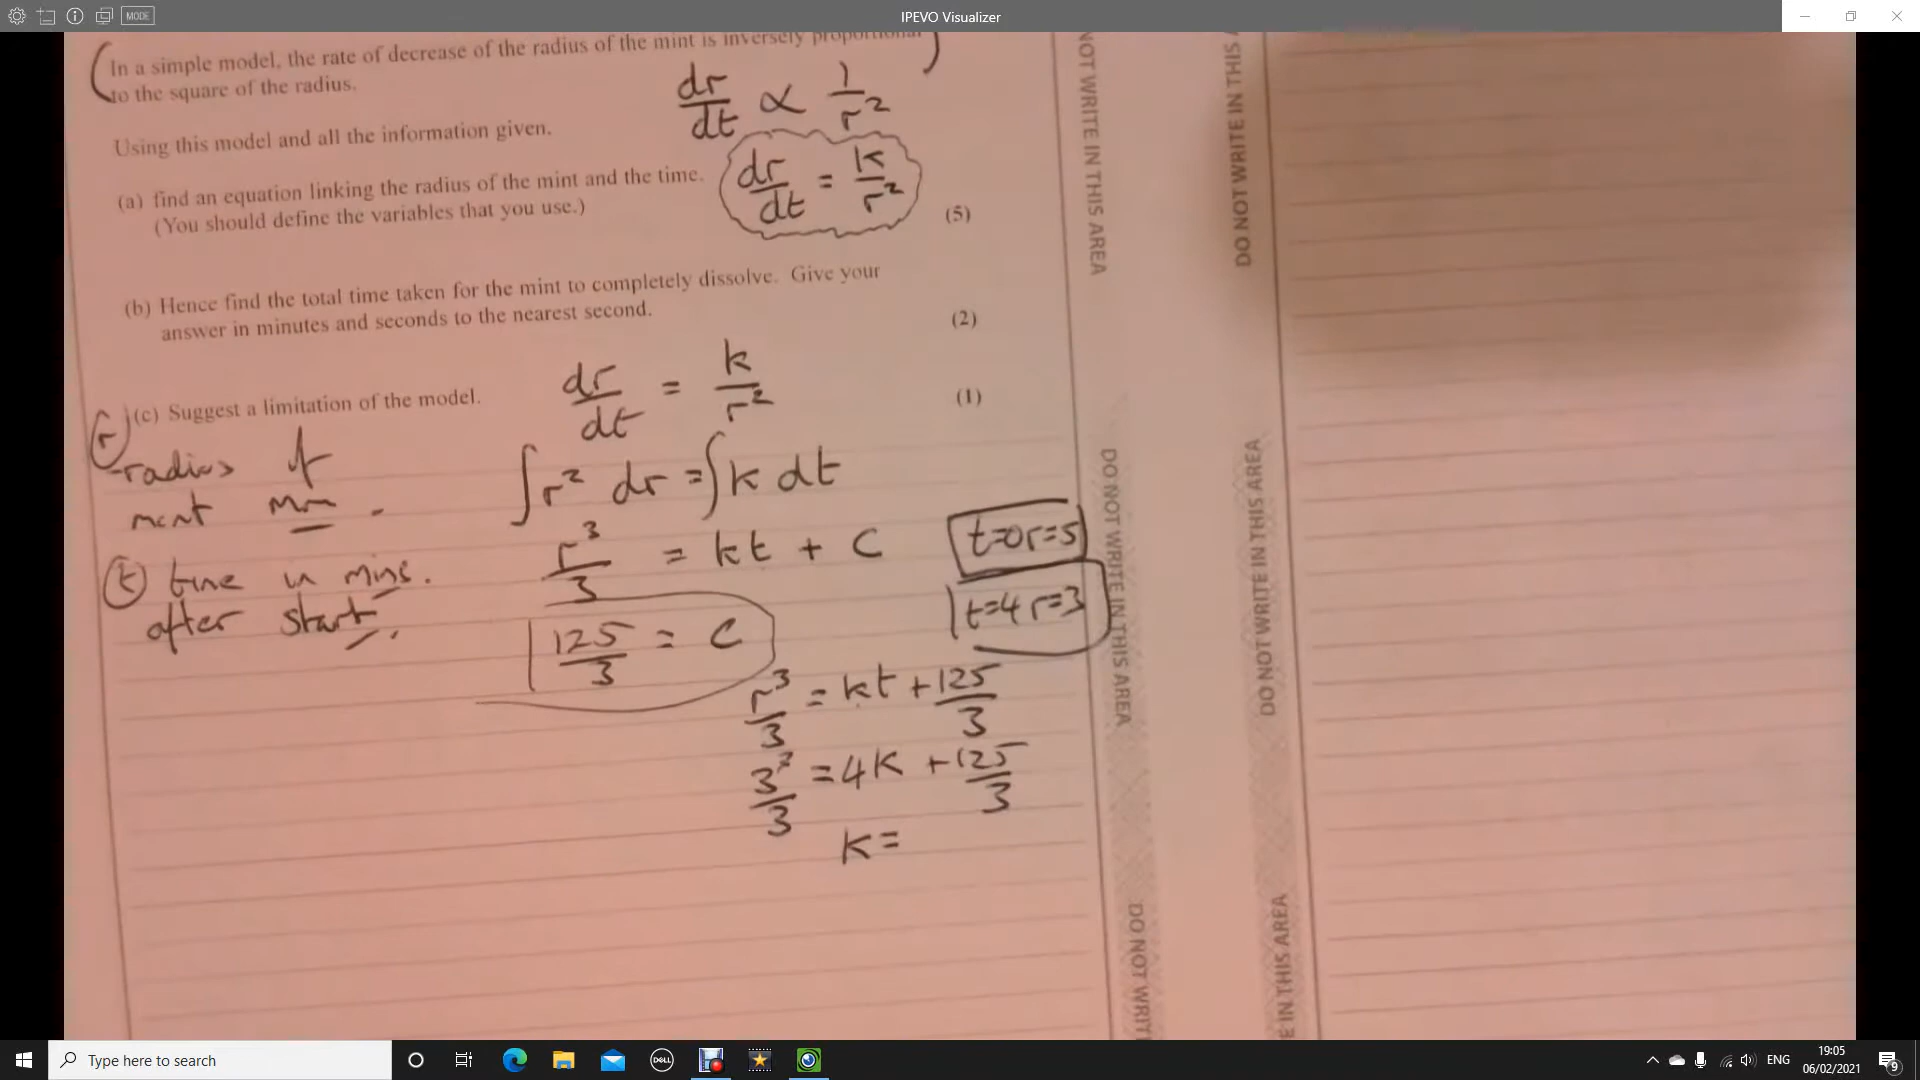 MODE
IPEVO Visualizer
In a simple model, the rate of decrease of the radius of the mint is inversely proportional
to the square of the radius.
dr/dt ∝ 1/r²
Using this model and all the information given,
dr/dt = k/r²
(a) find an equation linking the radius of the mint and the time.
(You should define the variables that you use.)
(5)
(b) Hence find the total time taken for the mint to completely dissolve. Give your
answer in minutes and seconds to the nearest second.
(2)
(c) Suggest a limitation of the model.
(1)
dr/dt = k/r²
r
radius of
mint mm.
∫r² dr = ∫k dt
r³/3 = kt + C
t=0 r=5
t time in mins.
after start.
t=4 r=3
125/3 = C
r³/3 = kt + 125/3
3³/3 = 4k + 125/3
k =
NOT WRITE IN THIS AREA
DO NOT WRITE IN THIS AREA
DO NOT WRIT
DO NOT WRITE IN THIS
DO NOT WRITE IN THIS AREA
E IN THIS AREA
Type here to search
DELL
ENG
19:05
06/02/2021
9